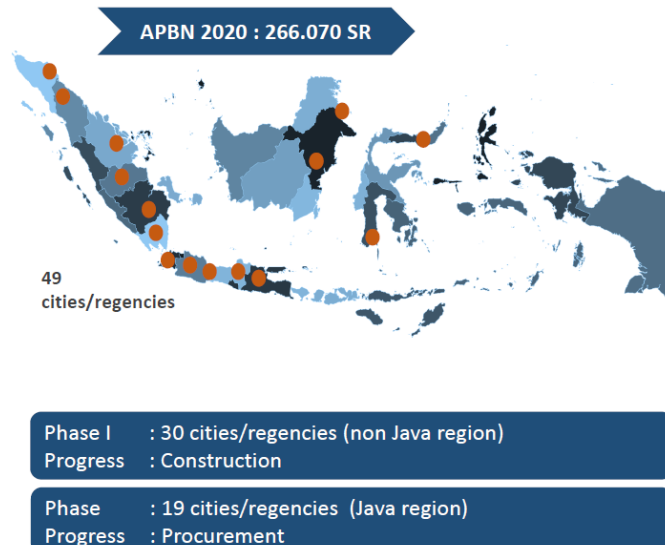 APBN 2020 : 266.070 SR
49
cities/regencies
Phase I : 30 cities/regencies (non Java region)
Progress : Construction
Phase : 19 cities/regencies (Java region)
Progress : Procurement